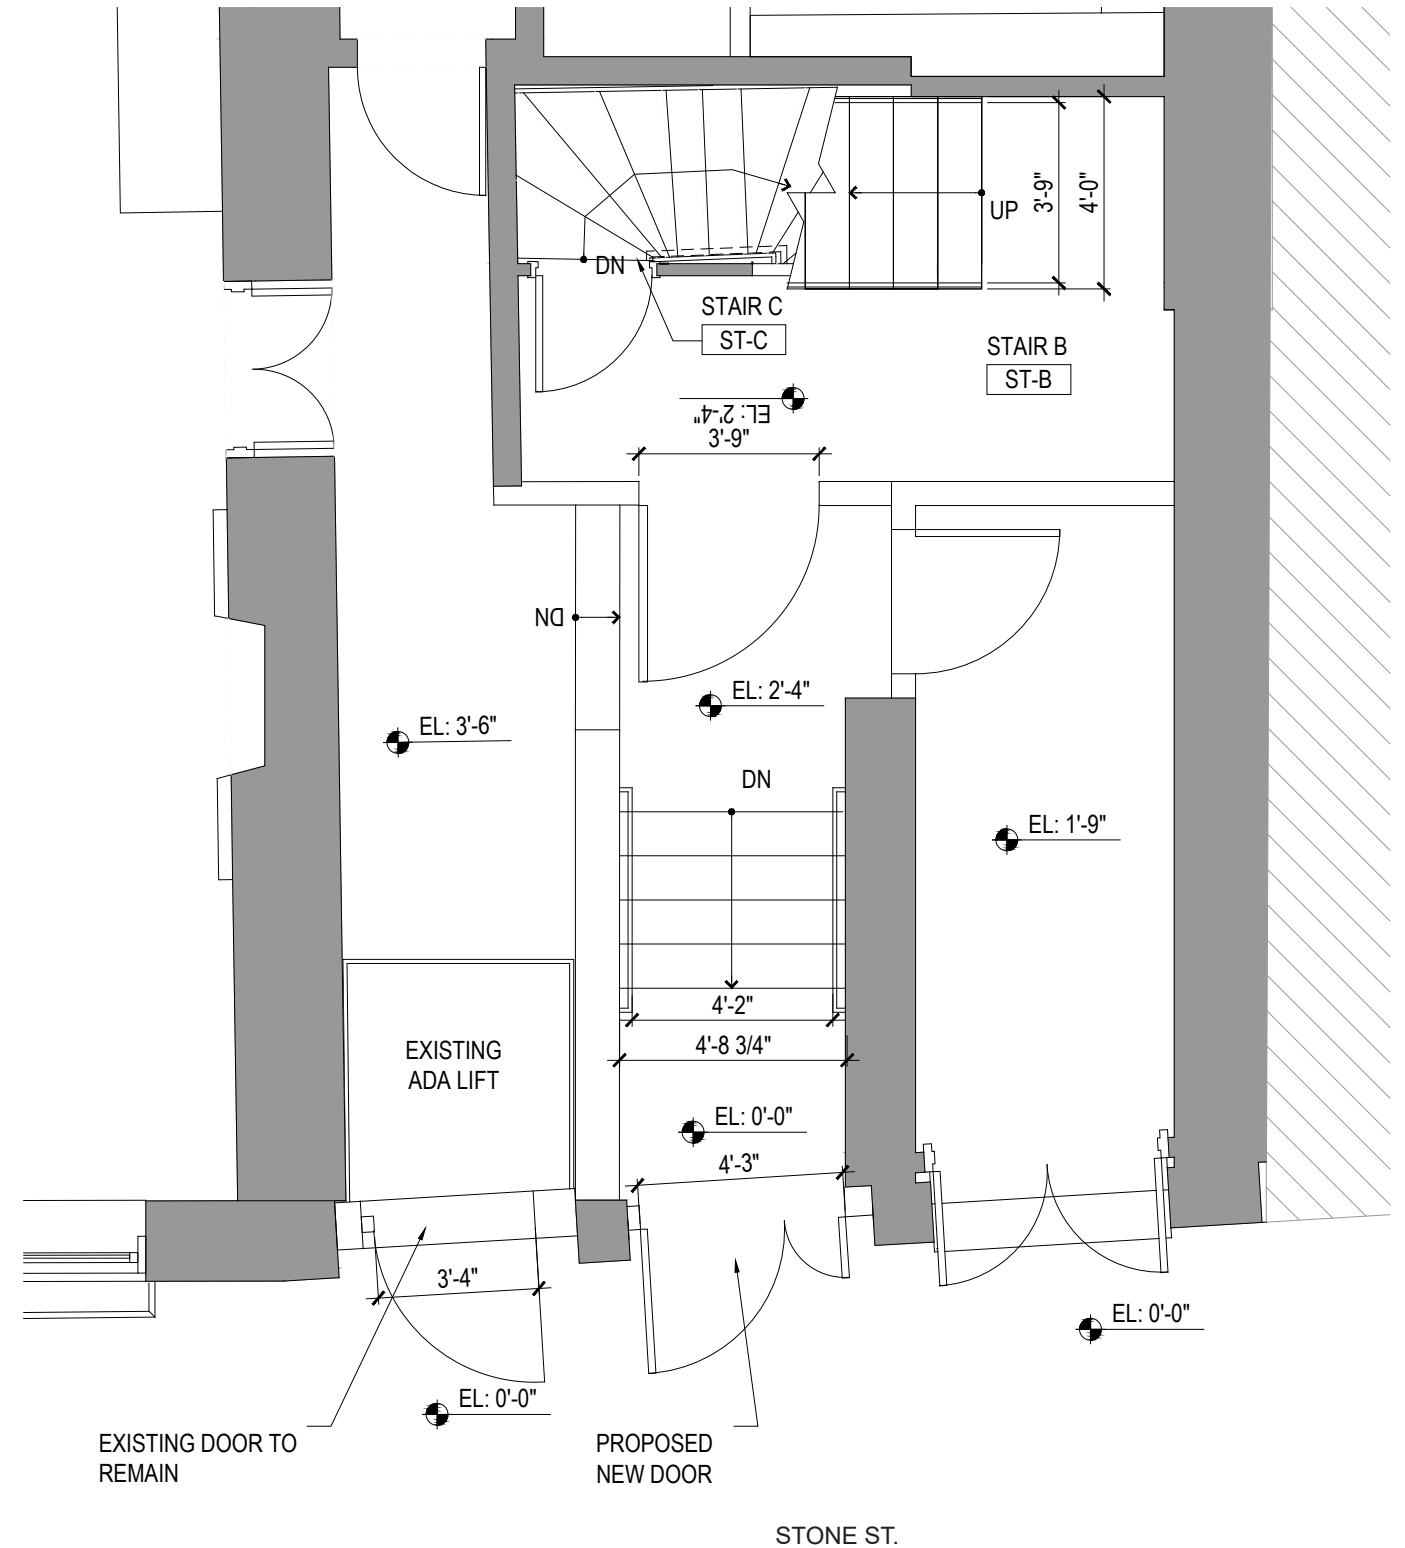 3'-9"
4'-0"
UP
DN
STAIR C
ST-C
STAIR B
ST-B
EL: 2'-4"
3'-9"
DN
EL: 2'-4"
EL: 3'-6"
DN
EL: 1'-9"
4'-2"
4'-8 3/4"
EXISTING
ADA LIFT
EL: 0'-0"
4'-3"
3'-4"
EL: 0'-0"
EL: 0'-0"
EXISTING DOOR TO
REMAIN
PROPOSED
NEW DOOR
STONE ST.